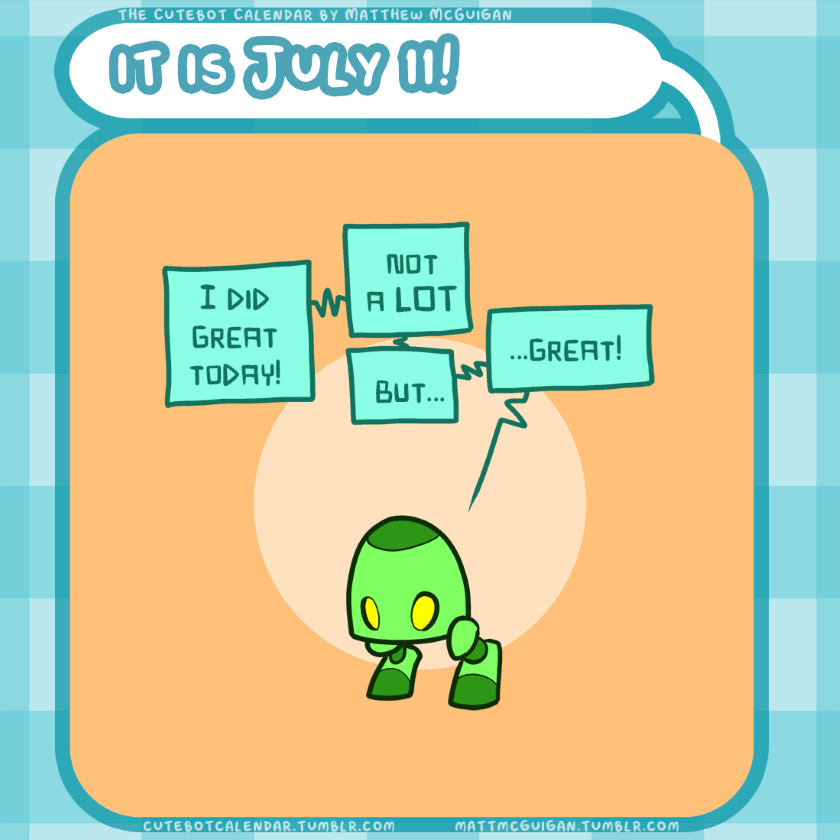 The Cutebot Calendar by Matthew McGuigan
It is July 11!
I DID
GREAT
TODAY!
NOT
A LOT
BUT...
...GREAT!
cutebotcalendar.tumblr.com
mattmcguigan.tumblr.com